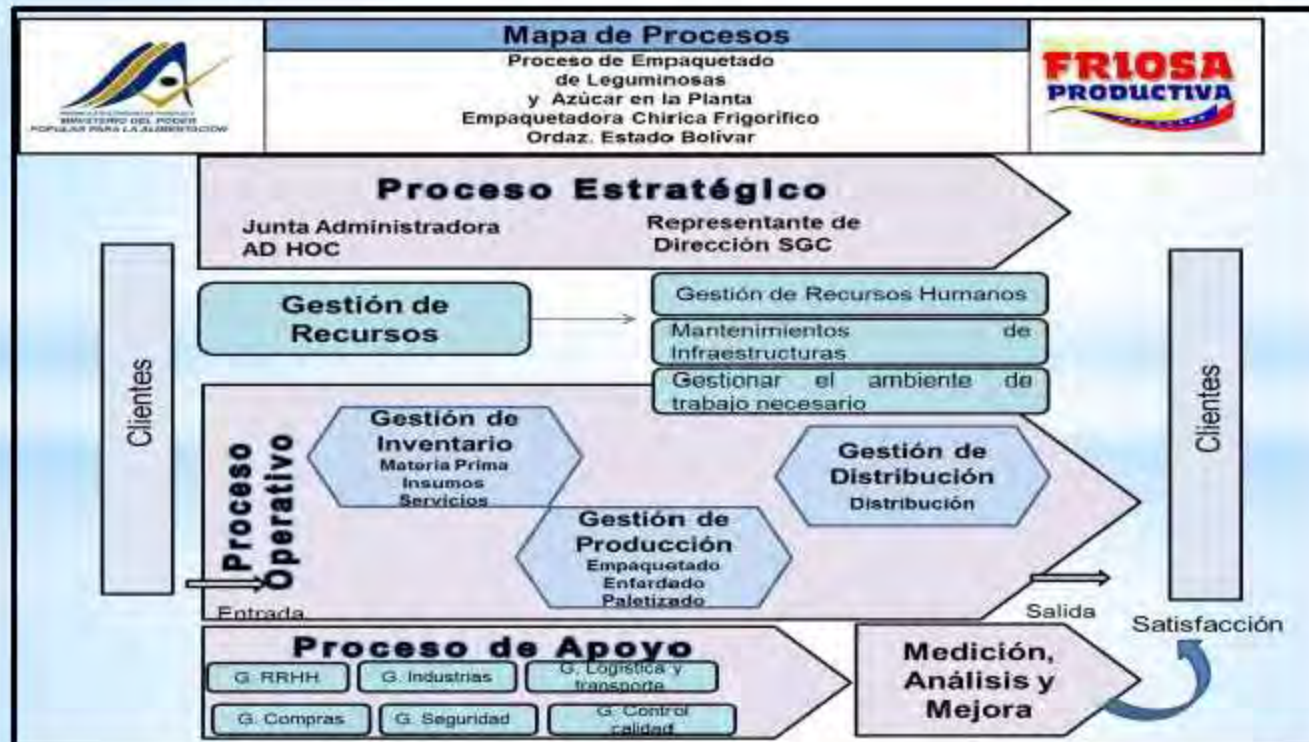 Mapa de Procesos
Proceso de Empaquetado
de Leguminosas
y Azúcar en la Planta
Empaquetadora Chirica Frigorífico
Ordaz. Estado Bolívar
MINISTERIO DEL PODER
POPULAR PARA LA ALIMENTACIÓN
FRIOSA
PRODUCTIVA
Proceso Estratégico
Junta Administradora
AD HOC
Representante de
Dirección SGC
Clientes
Gestión de
Recursos
Gestión de Recursos Humanos
Mantenimientos de
Infraestructuras
Gestionar el ambiente de
trabajo necesario
Proceso
Operativo
Gestión de
Inventario
Materia Prima
Insumos
Servicios
Gestión de
Producción
Empaquetado
Enfardado
Paletizado
Gestión de
Distribución
Distribución
Clientes
Entrada
Salida
Satisfacción
Proceso de Apoyo
G. RRHH
G. Industrias
G. Logística y
transporte
G. Compras
G. Seguridad
G. Control
calidad
Medición,
Análisis y
Mejora